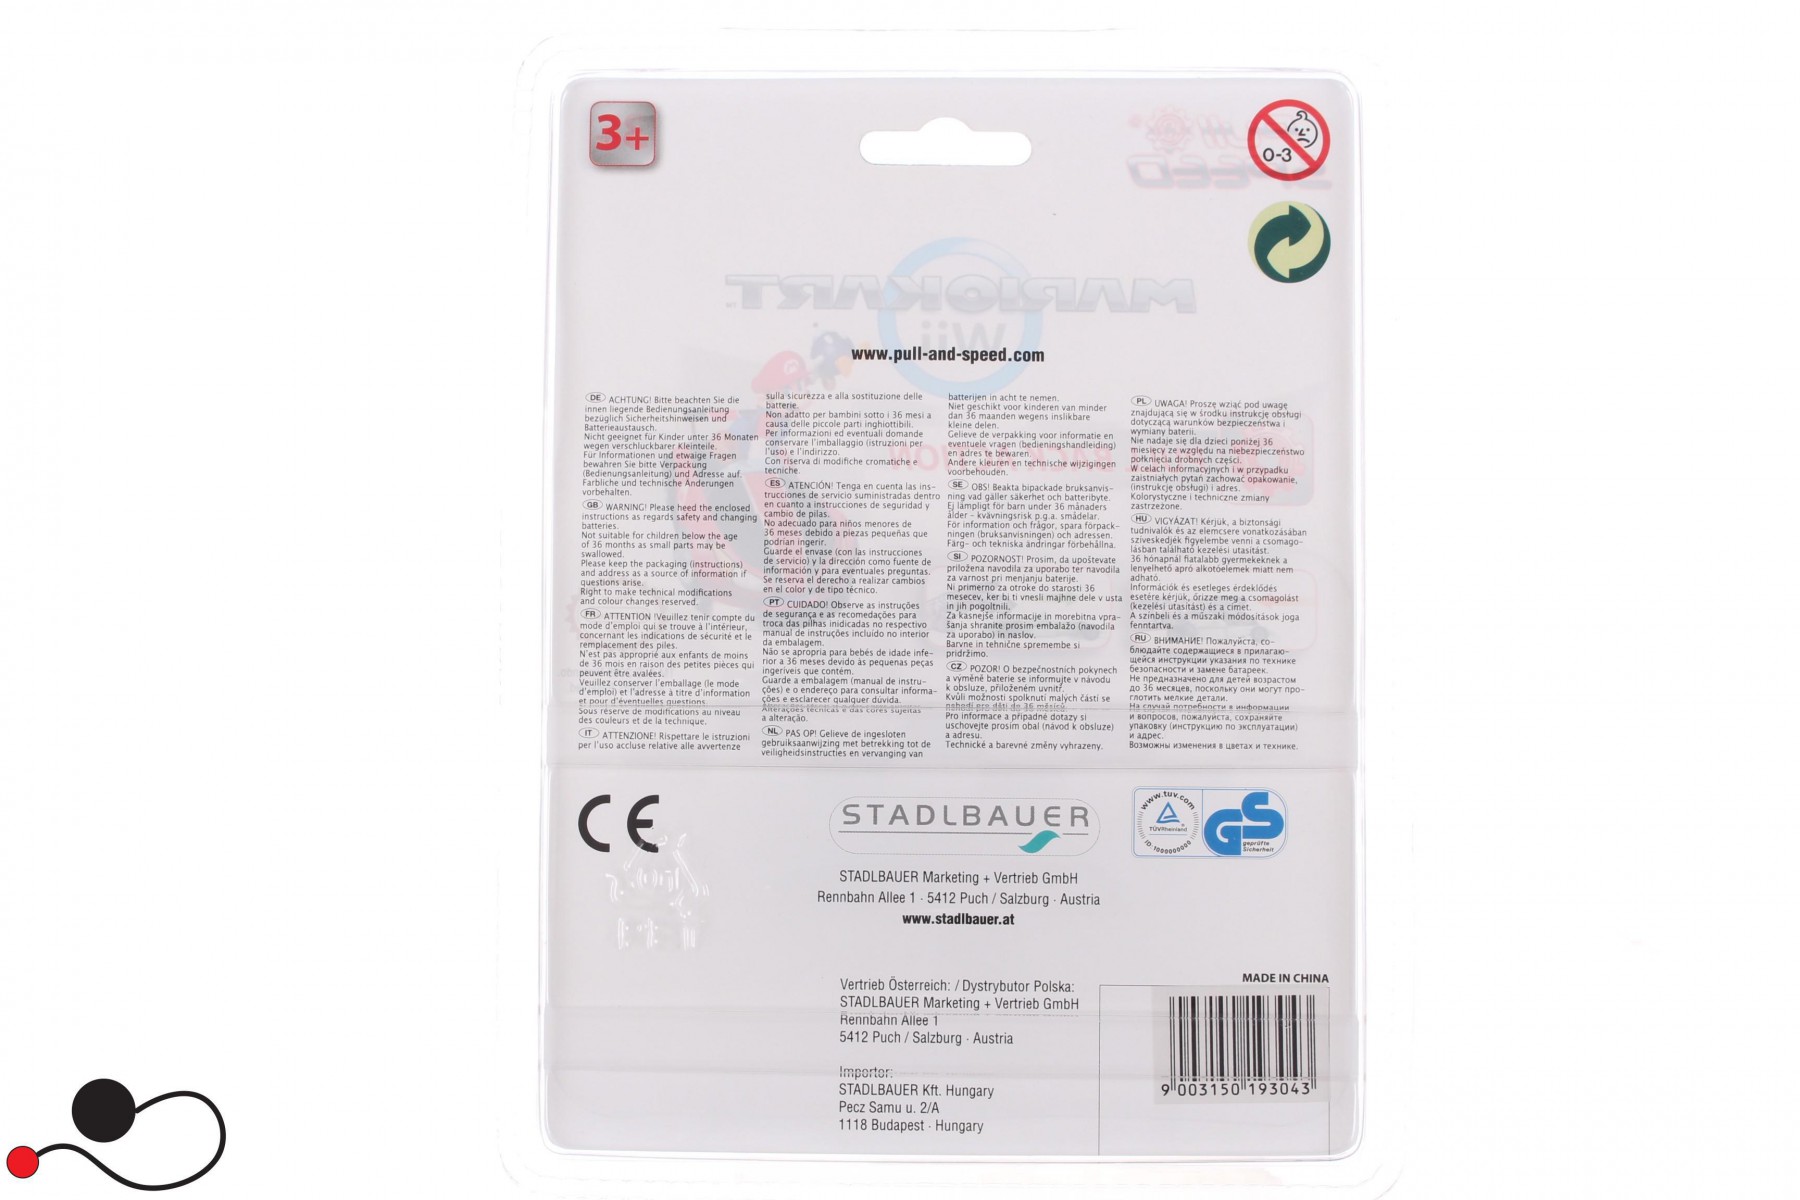 3+
0-3
SPEED
MARIOKART™
Wii
www.pull-and-speed.com
DE ACHTUNG! Bitte beachten Sie die
innen liegende Bedienungsanleitung
bezüglich Sicherheitshinweisen und
Batterieaustausch.
Nicht geeignet für Kinder unter 36 Monaten
wegen verschluckbarer Kleinteile.
Für Informationen und etwaige Fragen
bewahren Sie bitte Verpackung
(Bedienungsanleitung) und Adresse auf.
Farbliche und technische Änderungen
vorbehalten.
GB WARNING! Please heed the enclosed
instructions as regards safety and changing
batteries.
Not suitable for children below the age
of 36 months as small parts may be
swallowed.
Please keep the packaging (instructions)
and address as a source of information if
questions arise.
Right to make technical modifications
and colour changes reserved.
FR ATTENTION !Veuillez tenir compte du
mode d'emploi qui se trouve à l'intérieur,
concernant les indications de sécurité et le
remplacement des piles.
N'est pas approprié aux enfants de moins
de 36 mois en raison des petites pièces qui
peuvent être avalées.
Veuillez conserver l'emballage (le mode
d'emploi) et l'adresse à titre d'information
et pour d'éventuelles questions.
Sous réserve de modifications au niveau
des couleurs et de la technique.
IT ATTENZIONE! Rispettare le istruzioni
per l'uso accluse relative alle avvertenze
sulla sicurezza e alla sostituzione delle
batterie.
Non adatto per bambini sotto i 36 mesi a
causa delle piccole parti inghiottibili.
Per informazioni ed eventuali domande
conservare l'imballaggio (istruzioni per
l'uso) e l'indirizzo.
Con riserva di modifiche cromatiche e
tecniche.
ES ATENCIÓN! Tenga en cuenta las ins-
trucciones de servicio suministradas dentro
en cuanto a instrucciones de seguridad y
cambio de pilas.
No adecuado para niños menores de
36 meses debido a piezas pequeñas que
podrían ingerir.
Guarde el envase (con las instrucciones
de servicio) y la dirección como fuente de
información y para eventuales preguntas.
Se reserva el derecho a realizar cambios
en el color y de tipo técnico.
PT CUIDADO! Observe as instruções
de segurança e as recomedações para
troca das pilhas inidicadas no respectivo
manual de instruções incluído no interior
da embalagem.
Não se apropria para bebés de idade infe-
rior a 36 meses devido às pequenas peças
ingeríveis que contém.
Guarde a embalagem (manual de instru-
ções) e o endereço para consultar informa-
ções e esclarecer qualquer dúvida.
Alterações técnicas e das cores sujeitas
a alteração.
NL PAS OP! Gelieve de ingesloten
gebruiksaanwijzing met betrekking tot de
veiligheidsinstructies en vervanging van
batterijen in acht te nemen.
Niet geschikt voor kinderen van minder
dan 36 maanden wegens inslikbare
kleine delen.
Gelieve de verpakking voor informatie en
eventuele vragen (bedieningshandleiding)
en adres te bewaren.
Andere kleuren en technische wijzigingen
voorbehouden.
SE OBS! Beakta bipackade bruksanvis-
ning vad gäller säkerhet och batteribyte.
Ej lämpligt för barn under 36 månaders
ålder – kvävningsrisk p.g.a. smådelar.
För information och frågor, spara förpack-
ningen (bruksanvisningen) och adressen.
Färg- och tekniska ändringar förbehållna.
SI POZORNOST! Prosim, da upoštevate
priložena navodila za uporabo ter navodila
za varnost pri menjanju baterije.
Ni primerno za otroke do starosti 36
mesecev, ker bi ti vnesli majhne dele v usta
in jih pogoltnili.
Za kasnejše informacije in morebitna vpra-
šanja shranite prosim embalažo (navodila
za uporabo) in naslov.
Barvne in tehnične spremembe si
pridržimo.
CZ POZOR! O bezpečnostních pokynech
a výměně baterie se informujte v návodu
k obsluze, přiloženém uvnitř.
Kvůli možnosti spolknutí malých částí se
nehodí pro děti do 36 měsíců.
Pro informace a případné dotazy si
uschovejte prosim obal (návod k obsluze)
a adresu.
Technické a barevné změny vyhrazeny.
PL UWAGA! Proszę wziąć pod uwagę
znajdującą się w środku instrukcję obsługi
dotyczącą warunków bezpieczeństwa i
wymiany baterii.
Nie nadaje się dla dzieci poniżej 36
miesięcy ze względu na niebezpieczeństwo
połknięcia drobnych części.
W celach informacyjnych i w przypadku
zaistniałych pytań zachować opakowanie,
(instrukcję obsługi) i adres.
Kolorystyczne i techniczne zmiany
zastrzezone.
HU VIGYÁZAT! Kérjük, a biztonsági
tudnivalók és az elemcsere vonatkozásában
szíveskedjék figyelembe venni a csomago-
lásban található kezelési utasítást.
36 hónapnál fiatalabb gyermekeknek a
lenyelhető apró alkotóelemek miatt nem
adható.
Információk és esetleges érdeklődés
esetére kérjük, őrizze meg a csomagolást
(kezelési utasítást) és a címet.
A színbeli és a műszaki módosítások joga
fenntartva.
RU ВНИМАНИЕ! Пожалуйста, со-
блюдайте содержащиеся в прилагаю-
щейся инструкции указания по технике
безопасности и замене батареек.
Не предназначено для детей возрастом
до 36 месяцев, поскольку они могут про-
глотить мелкие детали.
На случай потребности в информации
и вопросов, пожалуйста, сохраняйте
упаковку (инструкцию по эксплуатации)
и адрес.
Возможны изменения в цветах и технике.
CE
STADLBAUER
www.tuv.com
TÜVRheinland
ID:1000000000
GS
geprüfte
Sicherheit
STADLBAUER Marketing + Vertrieb GmbH
Rennbahn Allee 1 · 5412 Puch / Salzburg · Austria
www.stadlbauer.at
Vertrieb Österreich: / Dystrybutor Polska:
STADLBAUER Marketing + Vertrieb GmbH
Rennbahn Allee 1
5412 Puch / Salzburg · Austria
Importor:
STADLBAUER Kft. Hungary
Pecz Samu u. 2/A
1118 Budapest · Hungary
MADE IN CHINA
9 003150 193043